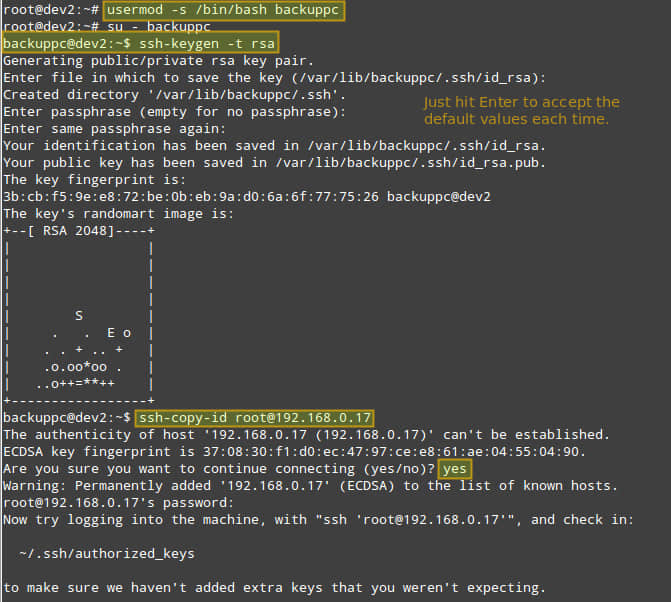 root@dev2:~# usermod -s /bin/bash backuppc
root@dev2:~# su - backuppc
backuppc@dev2:~$ ssh-keygen -t rsa
Generating public/private rsa key pair.
Enter file in which to save the key (/var/lib/backuppc/.ssh/id_rsa):
Created directory '/var/lib/backuppc/.ssh'.
Enter passphrase (empty for no passphrase):
Enter same passphrase again:
Just hit Enter to accept the
default values each time.
Your identification has been saved in /var/lib/backuppc/.ssh/id_rsa.
Your public key has been saved in /var/lib/backuppc/.ssh/id_rsa.pub.
The key fingerprint is:
3b:cb:f5:9e:e8:72:be:0b:eb:9a:d0:6a:6f:77:75:26 backuppc@dev2
The key's randomart image is:
+--[ RSA 2048]----+
|                 |
|                 |
|                 |
|                 |
|        S        |
|     .   .  E o  |
|    . . + .. +   |
|    .o.oo*oo .   |
|   ..o++=**++    |
+-----------------+
backuppc@dev2:~$ ssh-copy-id root@192.168.0.17
The authenticity of host '192.168.0.17 (192.168.0.17)' can't be established.
ECDSA key fingerprint is 37:08:30:f1:d0:ec:47:97:ce:e8:61:ae:04:55:04:90.
Are you sure you want to continue connecting (yes/no)? yes
Warning: Permanently added '192.168.0.17' (ECDSA) to the list of known hosts.
root@192.168.0.17's password:
Now try logging into the machine, with "ssh 'root@192.168.0.17'", and check in:
~/.ssh/authorized_keys
to make sure we haven't added extra keys that you weren't expecting.